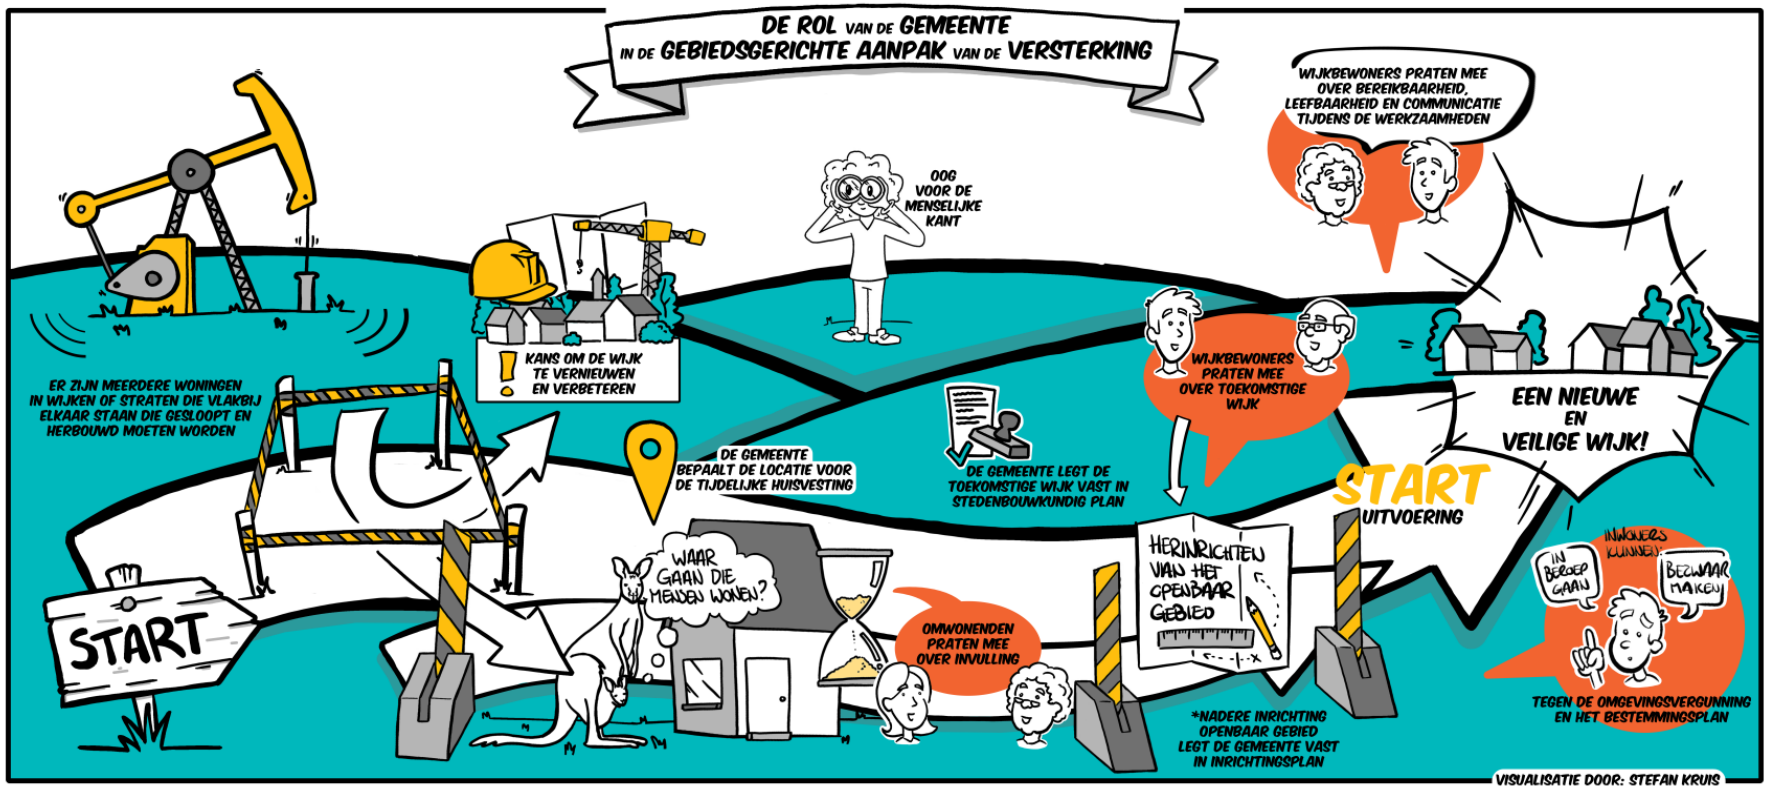 DE ROL VAN DE GEMEENTE
IN DE GEBIEDSGERICHTE AANPAK VAN DE VERSTERKING
WIJKBEWONERS PRATEN MEE
OVER BEREIKBAARHEID,
LEEFBAARHEID EN COMMUNICATIE
TIJDENS DE WERKZAAMHEDEN
OOG
VOOR DE
MENSELIJKE
KANT
KANS OM DE WIJK
TE VERNIEUWEN
EN VERBETEREN
ER ZIJN MEERDERE WONINGEN
IN WIJKEN OF STRATEN DIE VLAKBIJ
ELKAAR STAAN DIE GESLOOPT EN
HERBOUWD MOETEN WORDEN
WIJKBEWONERS
PRATEN MEE
OVER TOEKOMSTIGE
WIJK
EEN NIEUWE
EN
VEILIGE WIJK!
DE GEMEENTE
BEPAALT DE LOCATIE VOOR
DE TIJDELIJKE HUISVESTING
DE GEMEENTE LEGT DE
TOEKOMSTIGE WIJK VAST IN
STEDENBOUWKUNDIG PLAN
START
UITVOERING
START
WAAR
GAAN DIE
MENSEN WONEN?
OMWONENDEN
PRATEN MEE
OVER INVULLING
HERINRICHTEN
VAN HET
OPENBAAR
GEBIED
*NADERE INRICHTING
OPENBAAR GEBIED
LEGT DE GEMEENTE VAST
IN INRICHTINGSPLAN
INWONERS
KUNNEN:
IN
BEROEP
GAAN
BEZWAAR
MAKEN
TEGEN DE OMGEVINGSVERGUNNING
EN HET BESTEMMINGSPLAN
VISUALISATIE DOOR: STEFAN KRUIS